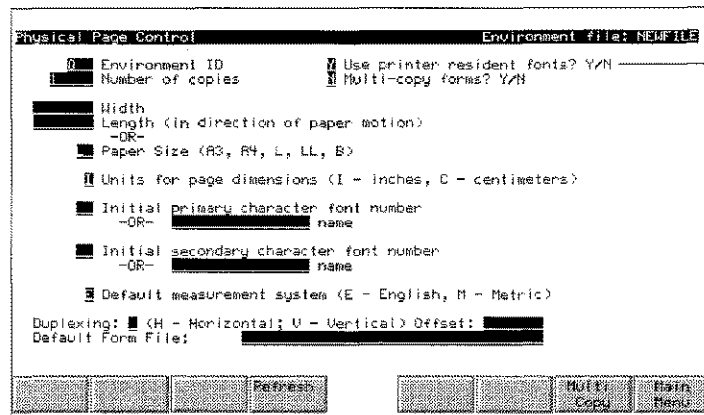 Physical Page Control Environment file: NEWFILE
0 Environment ID Y Use printer resident fonts? Y/N
1 Number of copies N Multi-copy forms? Y/N
Width
Length (in direction of paper motion)
-OR-
Paper Size (A3, A4, L, LL, B)
I Units for page dimensions (I - inches, C - centimeters)
Initial primary character font number
-OR- name
Initial secondary character font number
-OR- name
Default measurement system (E - English, M - Metric)
Duplexing: (H - Horizontal; V - Vertical) Offset:
Default Form File:
Refresh Multi Copy Main Menu